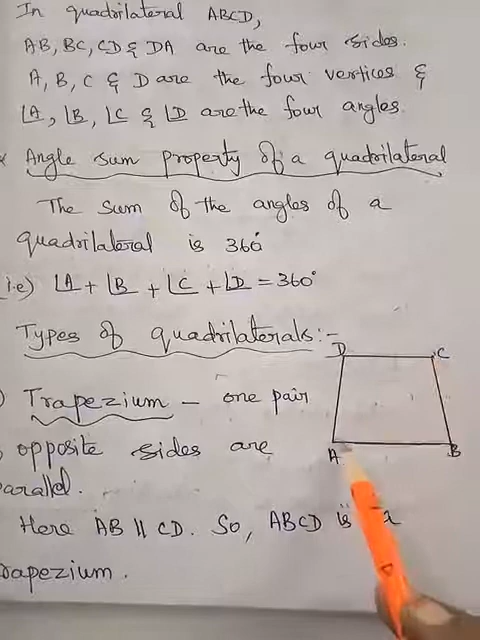 In quadrilateral ABCD,
AB, BC, CD & DA are the four sides.
A, B, C & D are the four vertices &
∠A, ∠B, ∠C & ∠D are the four angles.
Angle sum property of a quadrilateral
The sum of the angles of a
quadrilateral is 360°
i.e) ∠A + ∠B + ∠C + ∠D = 360°
Types of quadrilaterals:-
D C
) Trapezium - one pair
opposite sides are
A B
parallel.
Here AB || CD. So, ABCD is a
rapezium.